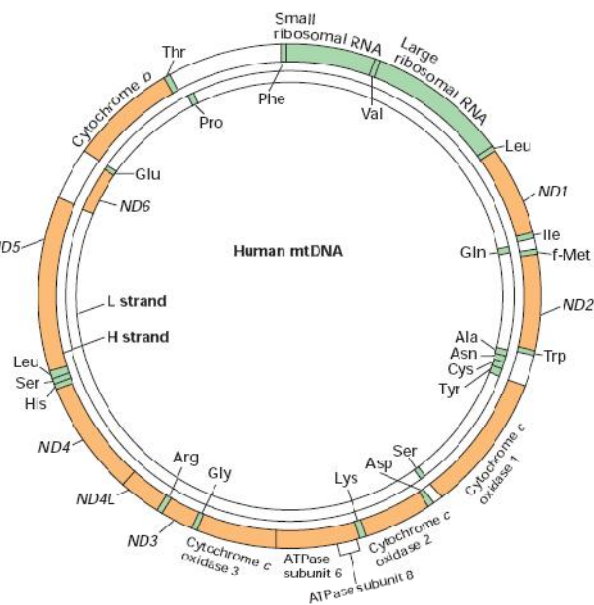 Small
ribosomal RNA
Large
ribosomal RNA
Thr
Cytochrome b
Phe
Val
Pro
Leu
Glu
ND1
ND6
Ile
Gln
f-Met
ND5
Human mtDNA
ND2
L strand
H strand
Ala
Asn
Cys
Tyr
Trp
Leu
Ser
His
ND4
Arg
Gly
Ser
Asp
Lys
Cytochrome c
oxidase 1
ND4L
ND3
Cytochrome c
oxidase 3
ATPase
subunit 6
Cytochrome c
oxidase 2
ATPase subunit 8